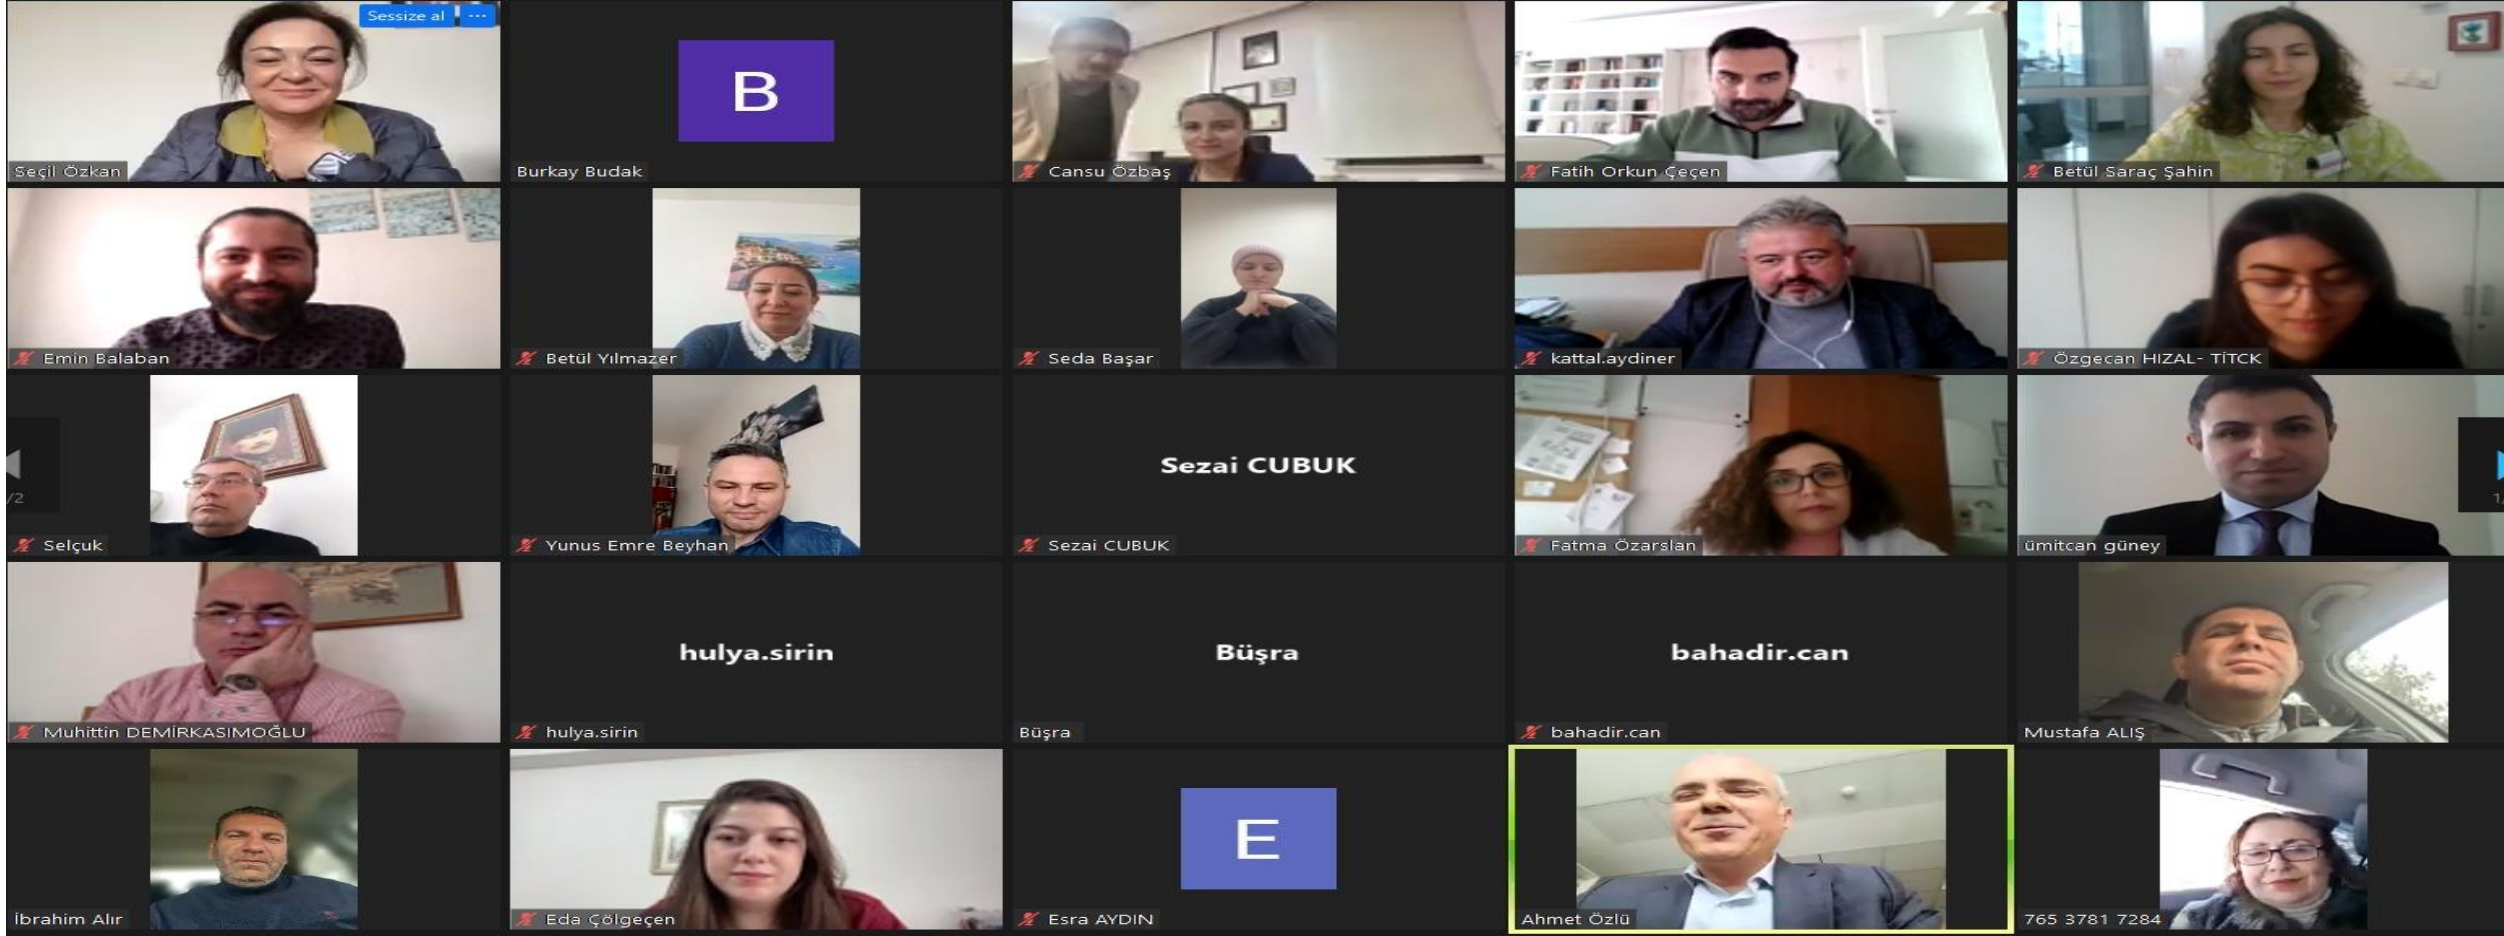 Sessize al ...
Seçil Özkan
B
Burkay Budak
Cansu Özbaş
Fatih Orkun Çeçen
Betül Saraç Şahin
Emin Balaban
Betül Yılmazer
Seda Başar
kattal.aydiner
Özgecan HIZAL- TİTCK
/2
Selçuk
Yunus Emre Beyhan
Sezai CUBUK
Sezai CUBUK
Fatma Özarslan
ümitcan güney
1/
Muhittin DEMİRKASIMOĞLU
hulya.sirin
hulya.sirin
Büşra
Büşra
bahadir.can
bahadir.can
Mustafa ALIŞ
İbrahim Alır
Eda Çölgeçen
E
Esra AYDIN
Ahmet Özlü
765 3781 7284